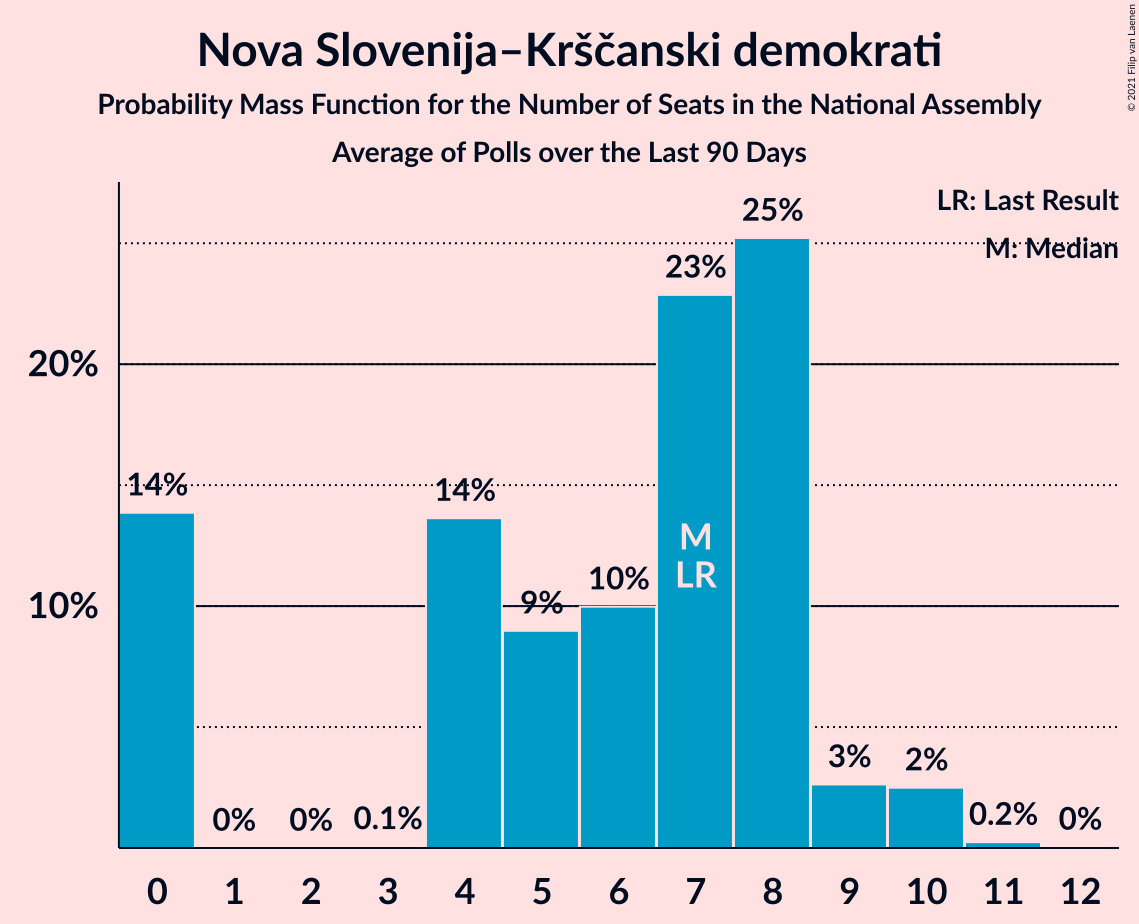 Nova Slovenija–Krščanski demokrati
Probability Mass Function for the Number of Seats in the National Assembly
Average of Polls over the Last 90 Days
© 2021 Filip van Laenen
LR: Last Result
M: Median
20%
10%
14%
0%
0%
0.1%
14%
9%
10%
23%
25%
3%
2%
0.2%
0%
M
LR
0 1 2 3 4 5 6 7 8 9 10 11 12